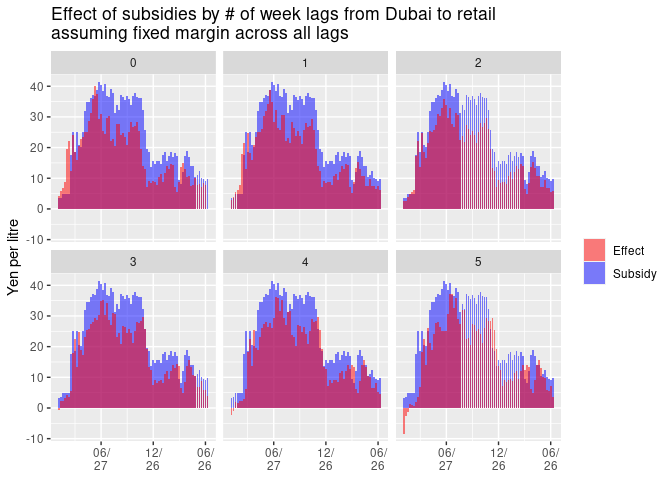 Effect of subsidies by # of week lags from Dubai to retail
assuming fixed margin across all lags
0 1 2
40
30
20
10
0
-10
Yen per litre
Effect
Subsidy
3 4 5
40
30
20
10
0
-10
06/ 12/ 06/ 06/ 12/ 06/ 06/ 12/ 06/
27 26 26 27 26 26 27 26 26